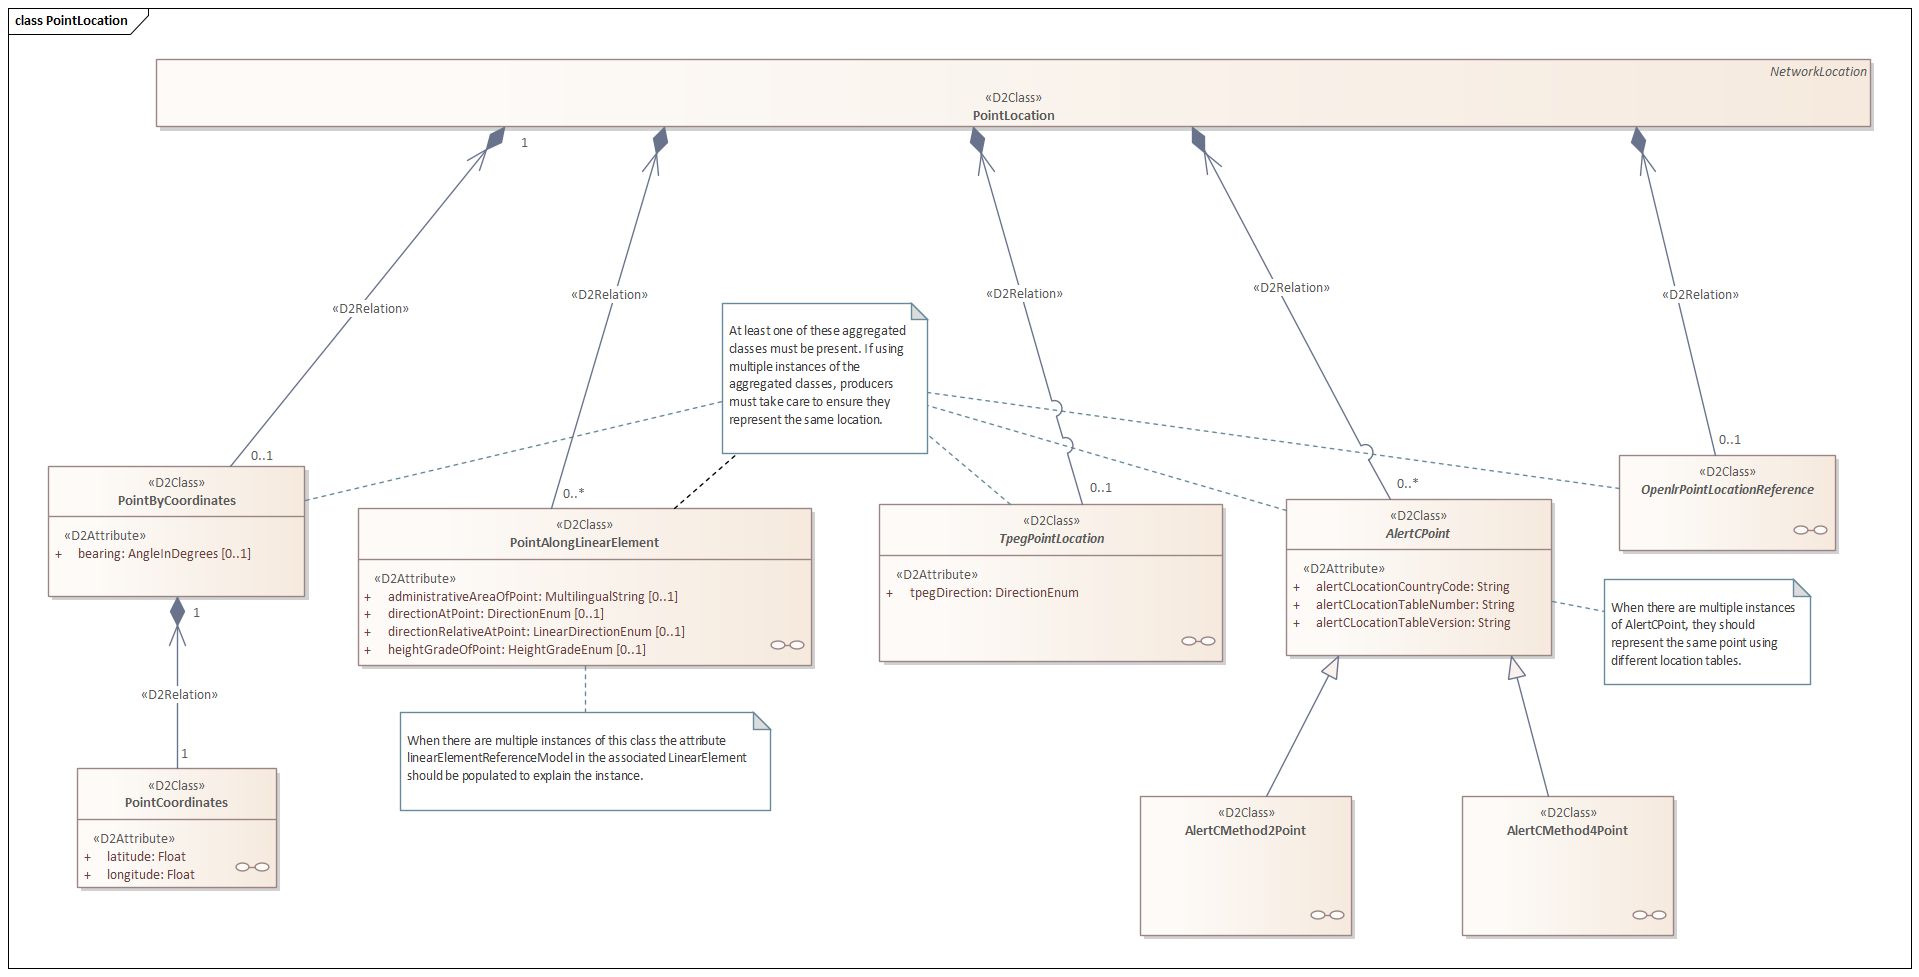 class PointLocation
NetworkLocation
«D2Class»
PointLocation
1
«D2Relation»
«D2Relation»
«D2Relation»
«D2Relation»
«D2Relation»
At least one of these aggregated
classes must be present. If using
multiple instances of the
aggregated classes, producers
must take care to ensure they
represent the same location.
0..1
0..*
0..1
0..*
0..1
«D2Class»
PointByCoordinates
«D2Attribute»
+ bearing: AngleInDegrees [0..1]
«D2Class»
PointAlongLinearElement
«D2Attribute»
+ administrativeAreaOfPoint: MultilingualString [0..1]
+ directionAtPoint: DirectionEnum [0..1]
+ directionRelativeAtPoint: LinearDirectionEnum [0..1]
+ heightGradeOfPoint: HeightGradeEnum [0..1]
«D2Class»
TpegPointLocation
«D2Attribute»
+ tpegDirection: DirectionEnum
«D2Class»
AlertCPoint
«D2Attribute»
+ alertCLocationCountryCode: String
+ alertCLocationTableNumber: String
+ alertCLocationTableVersion: String
«D2Class»
OpenlrPointLocationReference
When there are multiple instances
of AlertCPoint, they should
represent the same point using
different location tables.
1
«D2Relation»
1
When there are multiple instances of this class the attribute
linearElementReferenceModel in the associated LinearElement
should be populated to explain the instance.
«D2Class»
PointCoordinates
«D2Attribute»
+ latitude: Float
+ longitude: Float
«D2Class»
AlertCMethod2Point
«D2Class»
AlertCMethod4Point